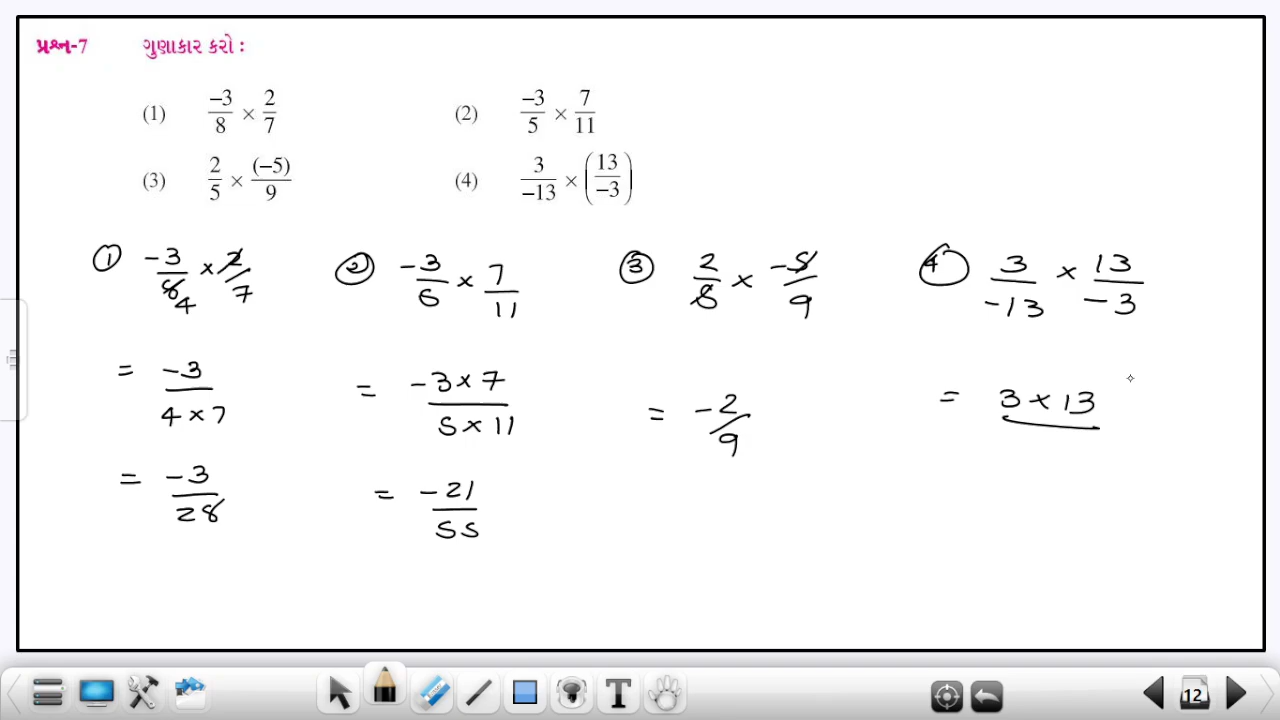 પ્રશ્ન-7 ગુણાકાર કરો :
(1) −3/8 × 2/7 (2) −3/5 × 7/11
(3) 2/5 × (−5)/9 (4) 3/−13 × (13/−3)
① −3/8 4 × 2/7 ② −3/5 × 7/11 ③ 2/5 × −5/9 ④ 3/−13 × 13/−3
= −3/4 × 7 = −3 × 7/5 × 11 = −2/9 = 3 × 13
= −3/28 = −21/55
T 12